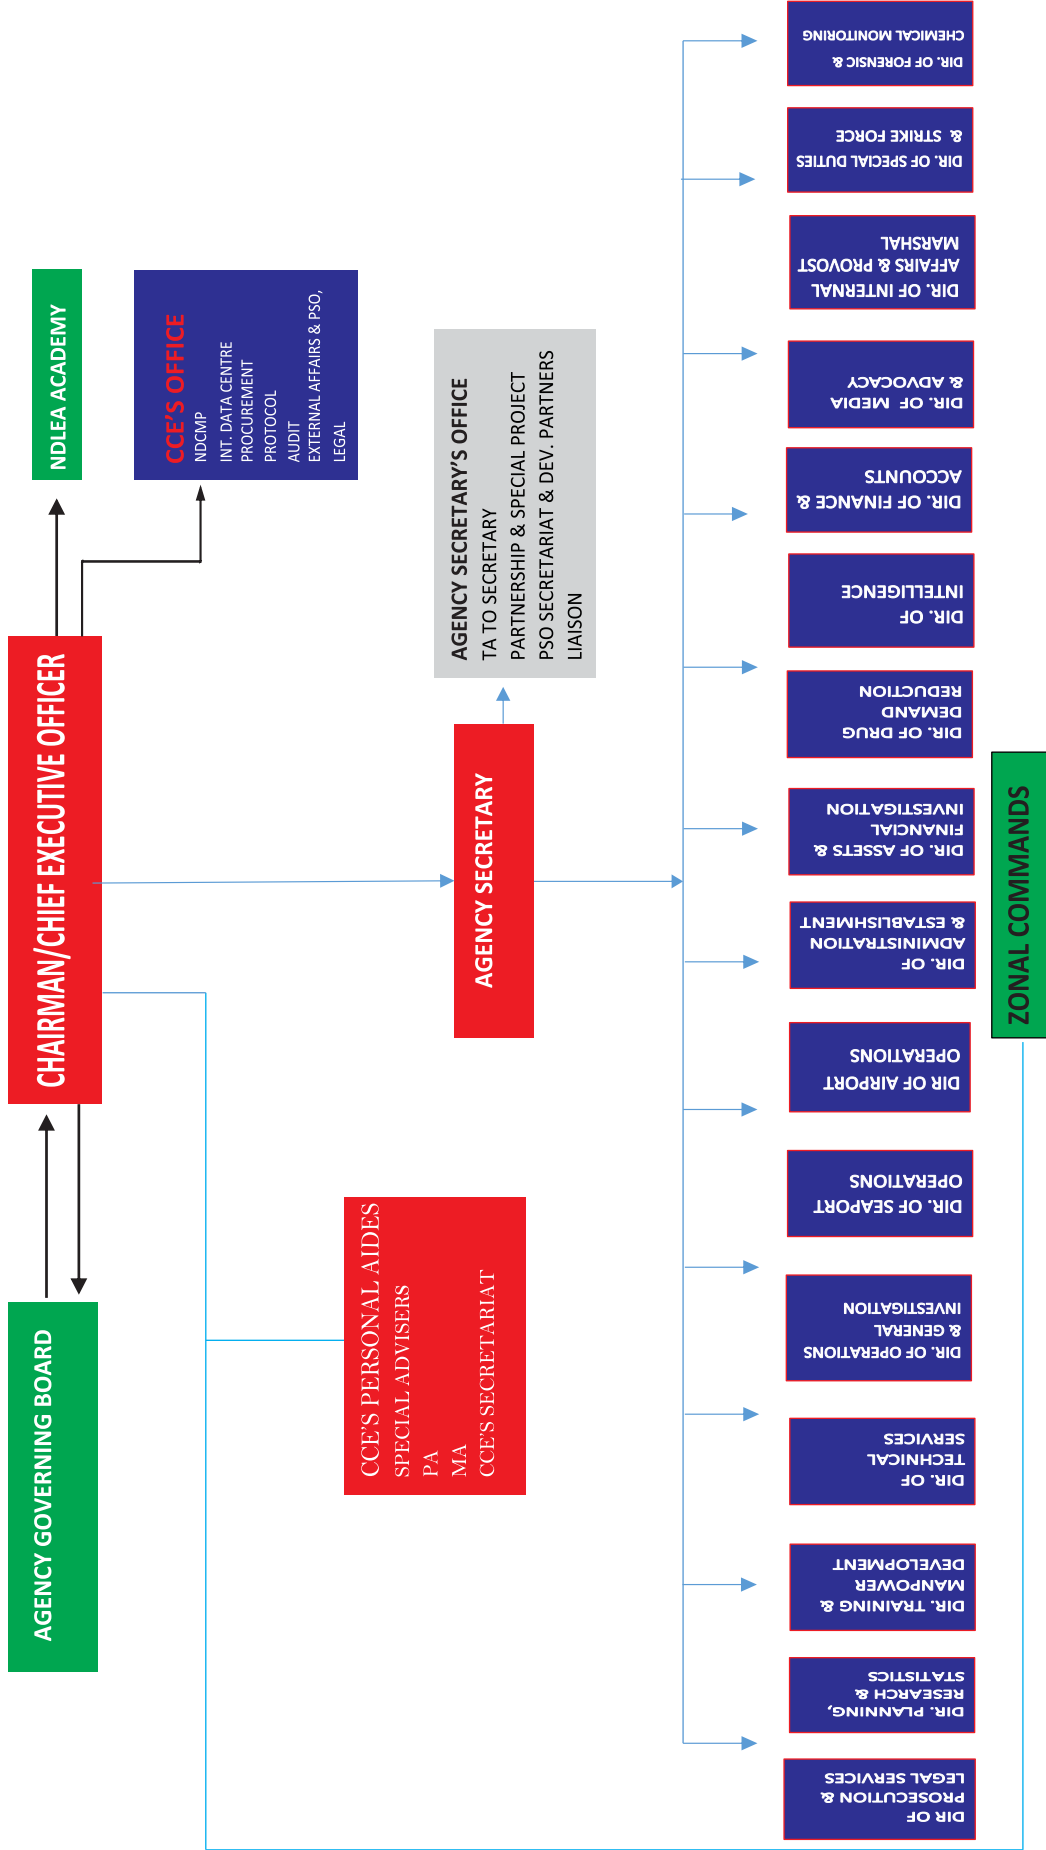 AGENCY GOVERNING BOARD
CHAIRMAN/CHIEF EXECUTIVE OFFICER
NDLEA ACADEMY
CCE'S OFFICE
NDCMP
INT. DATA CENTRE
PROCUREMENT
PROTOCOL
AUDIT
EXTERNAL AFFAIRS & PSO,
LEGAL
CCE'S PERSONAL AIDES
SPECIAL ADVISERS
PA
MA
CCE'S SECRETARIAT
AGENCY SECRETARY
AGENCY SECRETARY'S OFFICE
TA TO SECRETARY
PARTNERSHIP & SPECIAL PROJECT
PSO SECRETARIAT & DEV. PARTNERS
LIAISON
DIR OF
PROSECUTION &
LEGAL SERVICES
DIR. PLANNING,
RESEARCH &
STATISTICS
DIR. TRAINING &
MANPOWER
DEVELOPMENT
DIR. OF
TECHNICAL
SERVICES
DIR. OF OPERATIONS
& GENERAL
INVESTIGATION
DIR. OF SEAPORT
OPERATIONS
DIR OF AIRPORT
OPERATIONS
DIR. OF
ADMINISTRATION
& ESTABLISHMENT
DIR. OF ASSETS &
FINANCIAL
INVESTIGATION
DIR. OF DRUG
DEMAND
REDUCTION
DIR. OF
INTELLIGENCE
DIR. OF FINANCE &
ACCOUNTS
DIR. OF MEDIA
& ADVOCACY
DIR. OF INTERNAL
AFFAIRS & PROVOST
MARSHAL
DIR. OF SPECIAL DUTIES
& STRIKE FORCE
DIR. OF FORENSIC &
CHEMICAL MONITORING
ZONAL COMMANDS